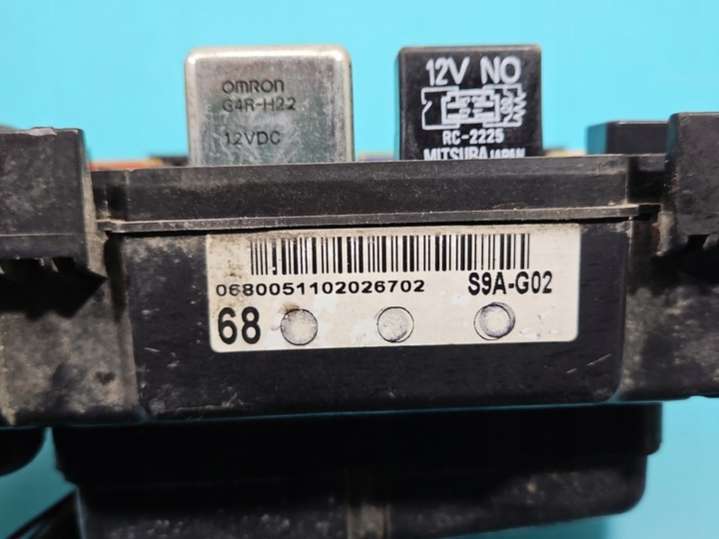 OMRON
G4R-H22
12VDC
12V NO
RC-2225
MITSUBA JAPAN
0680051102026702
S9A-G02
68